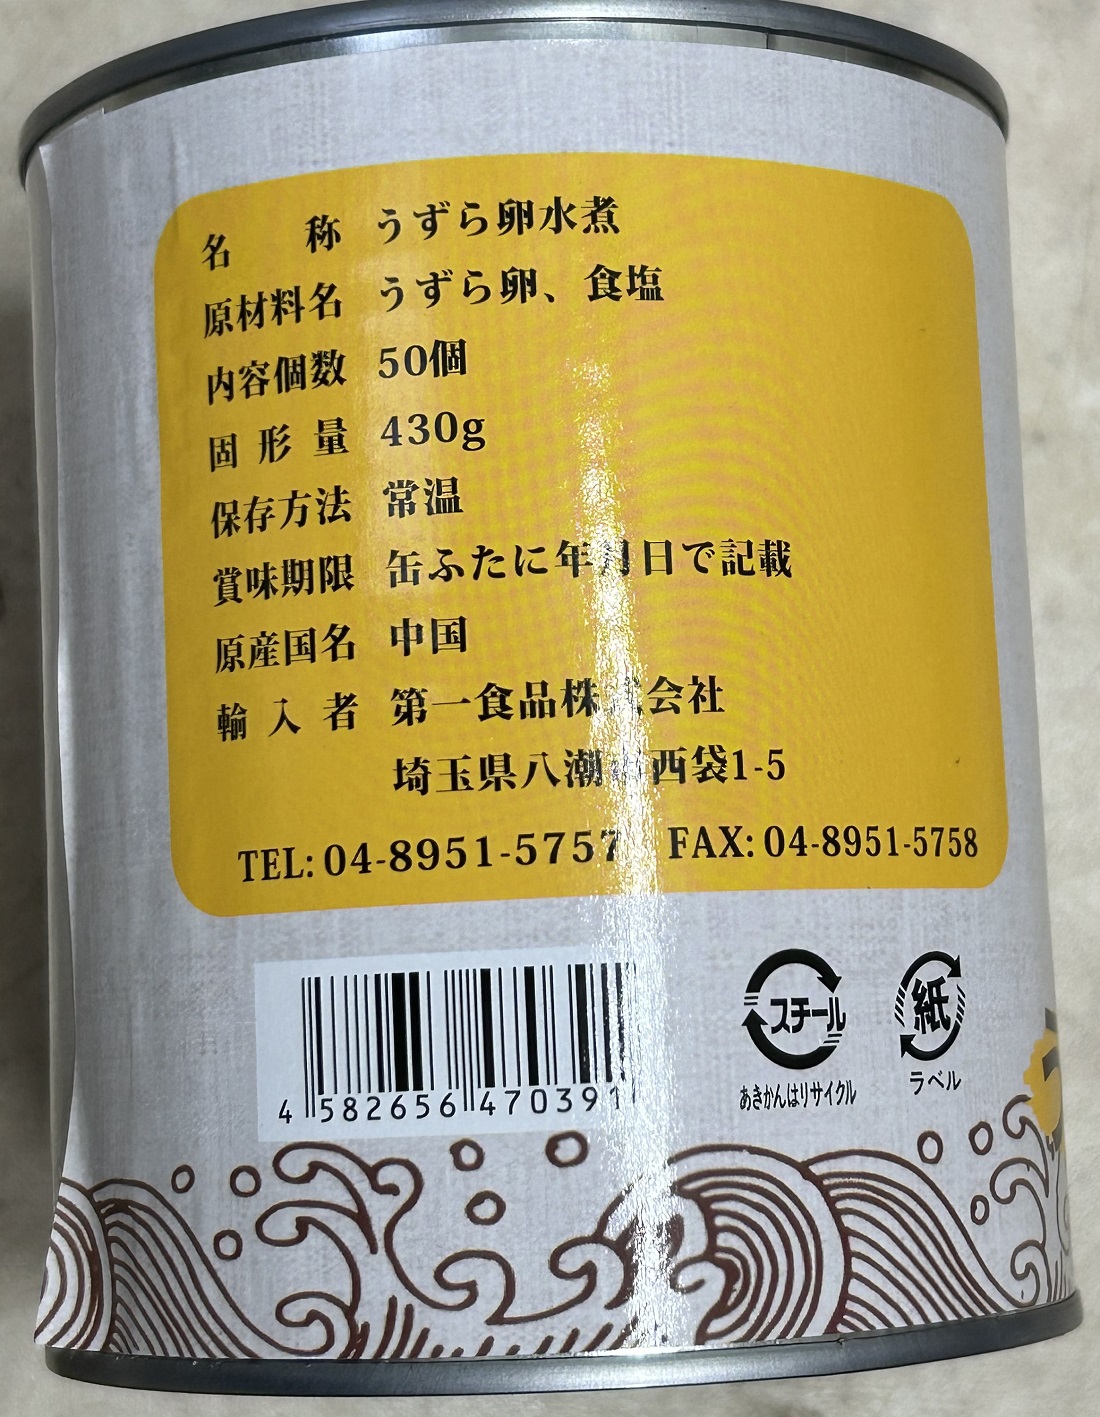 名 称 うずら卵水煮
原材料名 うずら卵、食塩
内容個数 50個
固形量 430g
保存方法 常温
賞味期限 缶ふたに年月日で記載
原産国名 中国
輸入者 第一食品株式会社
埼玉県八潮市西袋1-5
TEL: 04-8951-5757 FAX: 04-8951-5758
スチール
紙
あきかんはリサイクル
ラベル
4 582656 470391